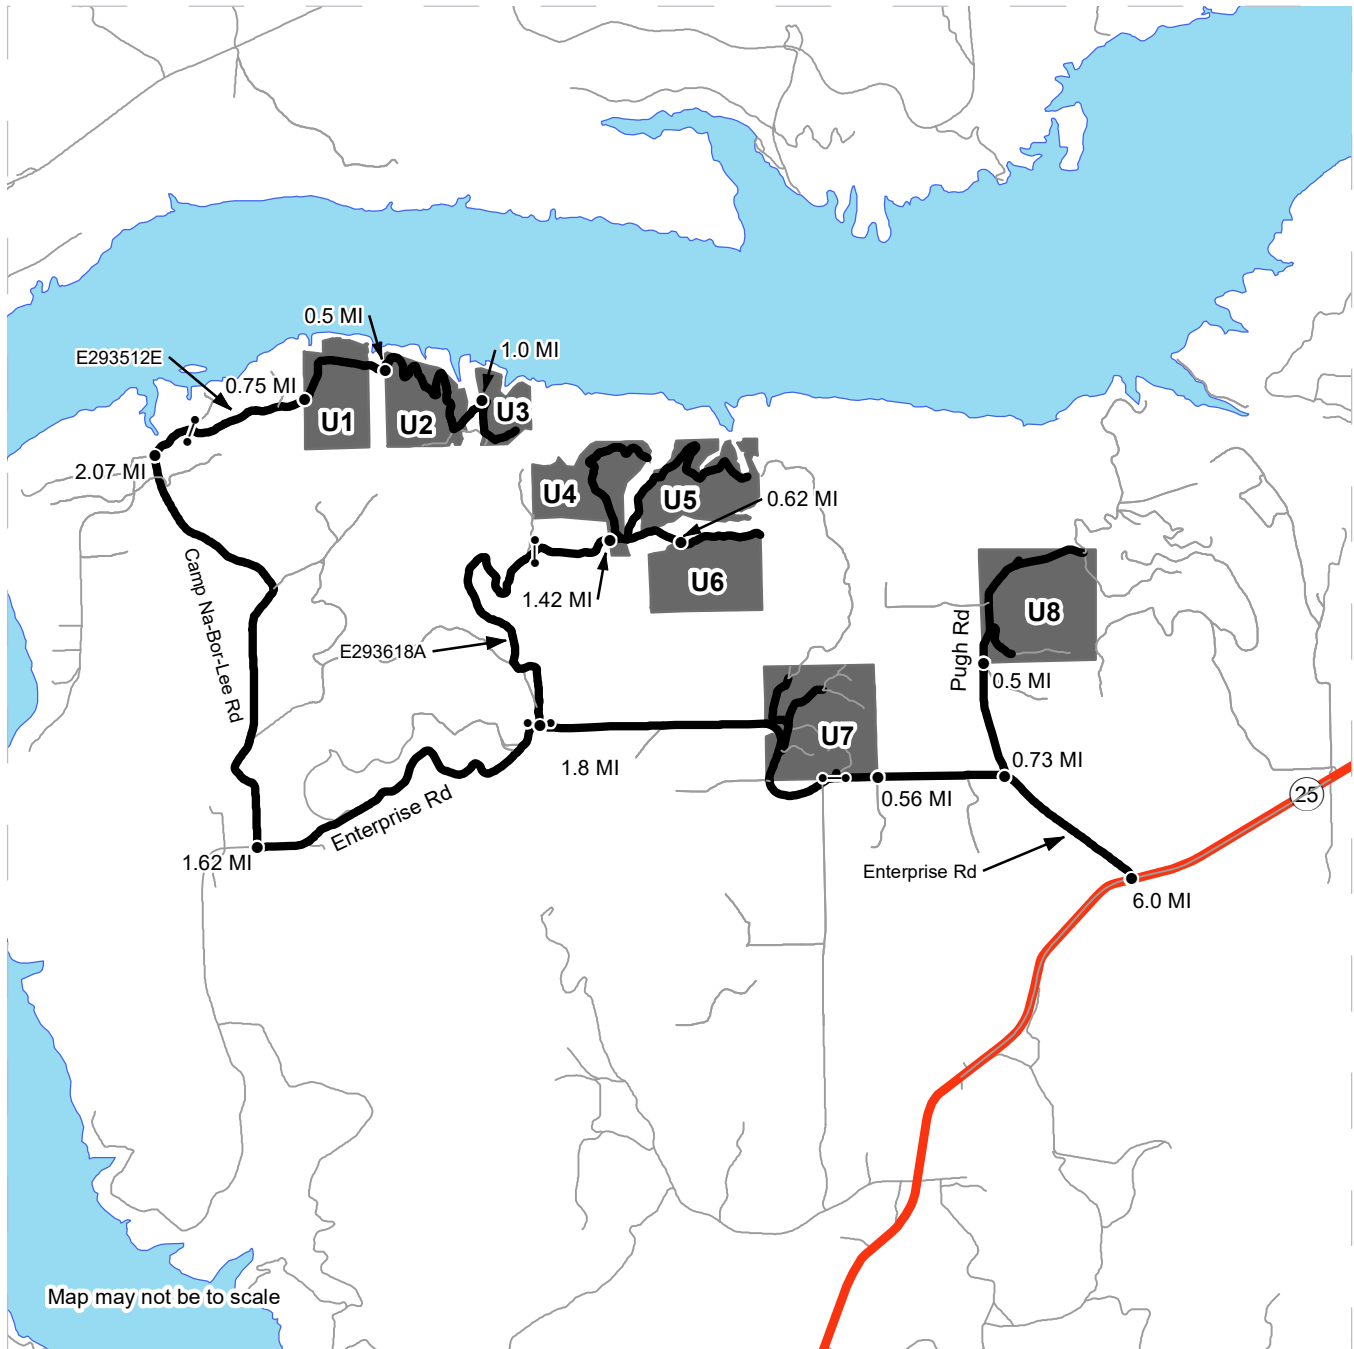 0.5 MI
1.0 MI
E293512E
0.75 MI
U1
U2
U3
2.07 MI
U4
U5
0.62 MI
U6
1.42 MI
Camp Na-Bor-Lee Rd
E293618A
Pugh Rd
U8
0.5 MI
U7
1.8 MI
0.73 MI
0.56 MI
25
Enterprise Rd
1.62 MI
Enterprise Rd
6.0 MI
Map may not be to scale